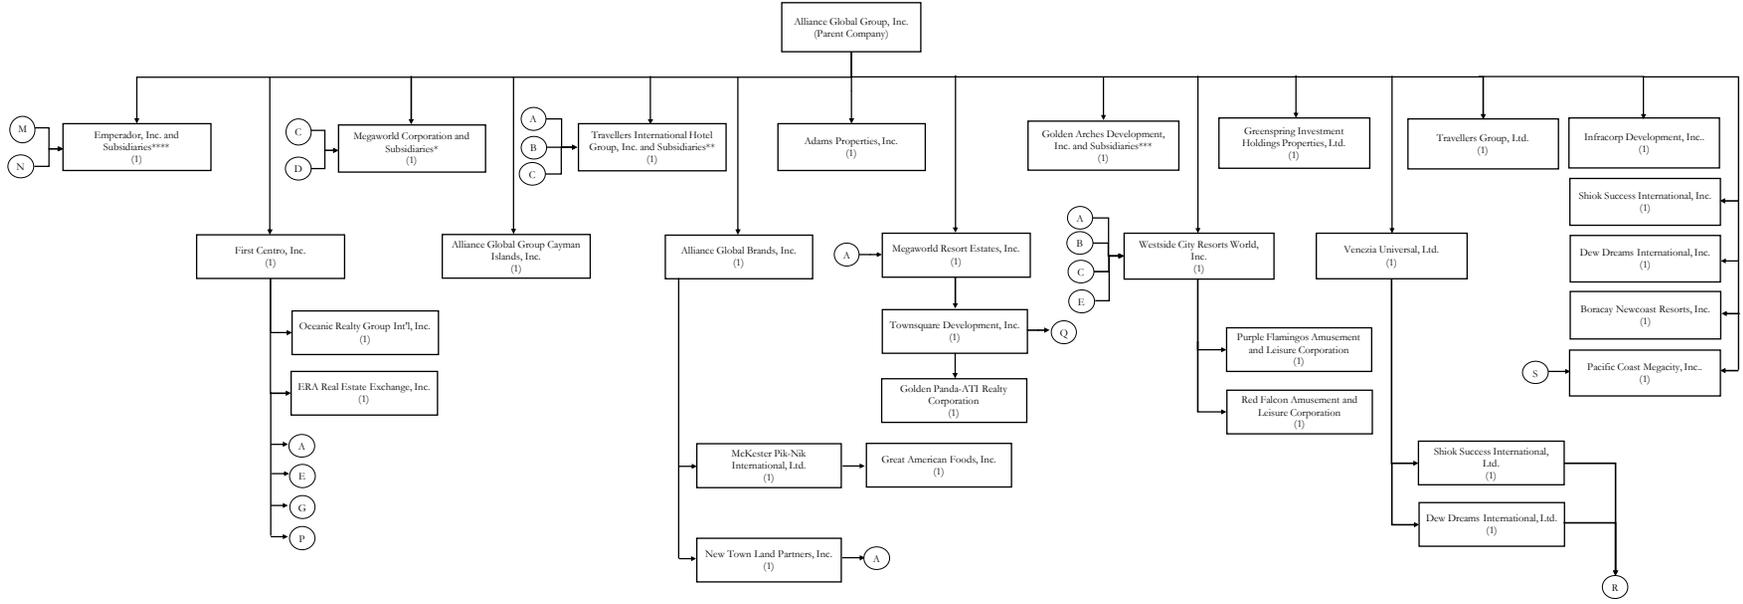 Alliance Global Group, Inc.
(Parent Company)
M
N
Emperador, Inc. and
Subsidiaries****
(1)
C
D
Megaworld Corporation and
Subsidiaries*
(1)
A
B
C
Travellers International Hotel
Group, Inc. and Subsidiaries**
(1)
Adams Properties, Inc.
(1)
Golden Arches Development,
Inc. and Subsidiaries***
(1)
Greenspring Investment
Holdings Properties, Ltd.
(1)
Travellers Group, Ltd.
(1)
Infracorp Development, Inc..
(1)
Shiok Success International, Inc.
(1)
Dew Dreams International, Inc.
(1)
Boracay Newcoast Resorts, Inc.
(1)
S
Pacific Coast Megacity, Inc..
(1)
First Centro, Inc.
(1)
Oceanic Realty Group Int'l, Inc.
(1)
ERA Real Estate Exchange, Inc.
(1)
A
E
G
P
Alliance Global Group Cayman
Islands, Inc.
(1)
Alliance Global Brands, Inc.
(1)
McKester Pik-Nik
International, Ltd.
(1)
Great American Foods, Inc.
(1)
New Town Land Partners, Inc.
(1)
A
A
Megaworld Resort Estates, Inc.
(1)
Townsquare Development, Inc.
(1)
Q
Golden Panda-ATI Realty
Corporation
(1)
A
B
C
E
Westside City Resorts World,
Inc.
(1)
Purple Flamingos Amusement
and Leisure Corporation
(1)
Red Falcon Amusement and
Leisure Corporation
(1)
Venezia Universal, Ltd.
(1)
Shiok Success International,
Ltd.
(1)
Dew Dreams International, Ltd.
(1)
R